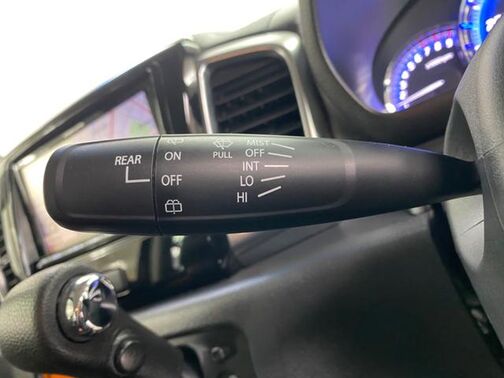 REAR
ON
OFF
PULL
MIST
OFF
INT
LO
HI